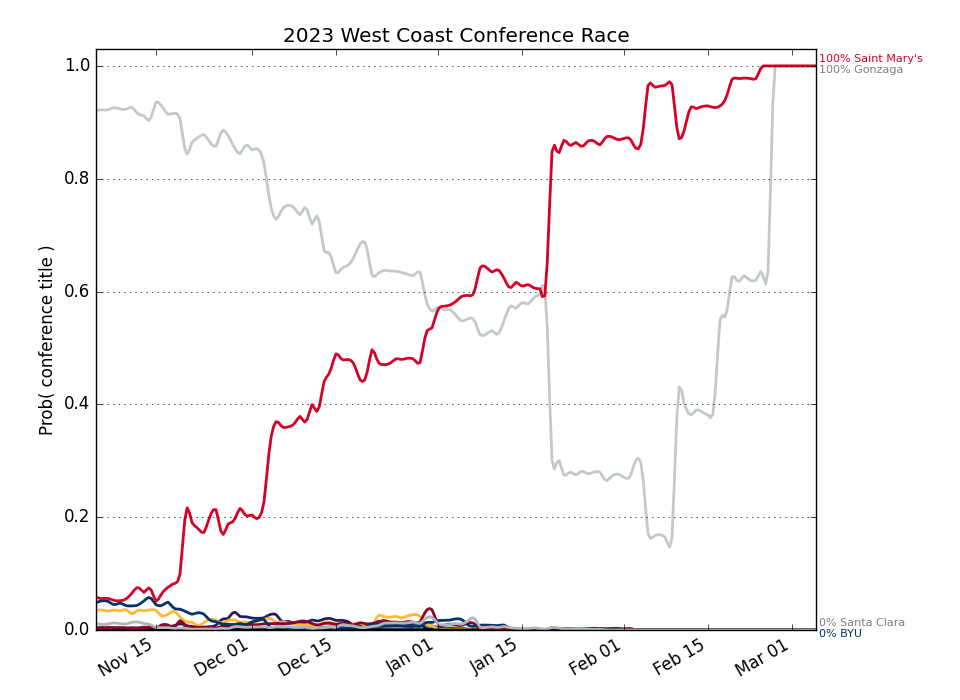 2023 West Coast Conference Race
1.0
0.8
0.6
0.4
0.2
0.0
Prob( conference title )
Nov 15
Dec 01
Dec 15
Jan 01
Jan 15
Feb 01
Feb 15
Mar 01
100% Saint Mary's
100% Gonzaga
0% Santa Clara
0% BYU